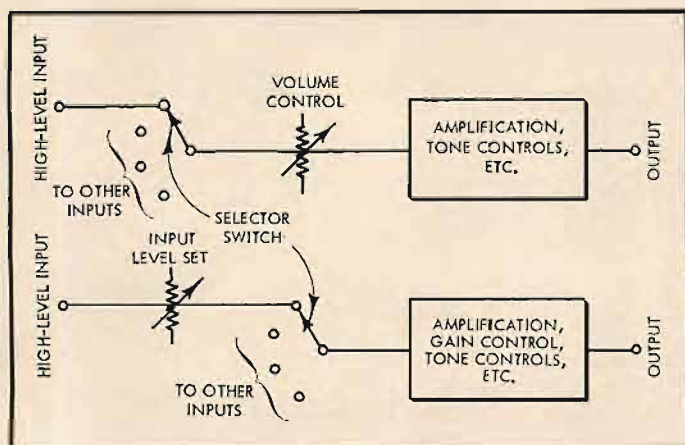 HIGH-LEVEL INPUT
TO OTHER
INPUTS
VOLUME
CONTROL
AMPLIFICATION,
TONE CONTROLS,
ETC.
OUTPUT
SELECTOR
SWITCH
HIGH-LEVEL INPUT
INPUT
LEVEL SET
TO OTHER
INPUTS
AMPLIFICATION,
GAIN CONTROL,
TONE CONTROLS,
ETC.
OUTPUT